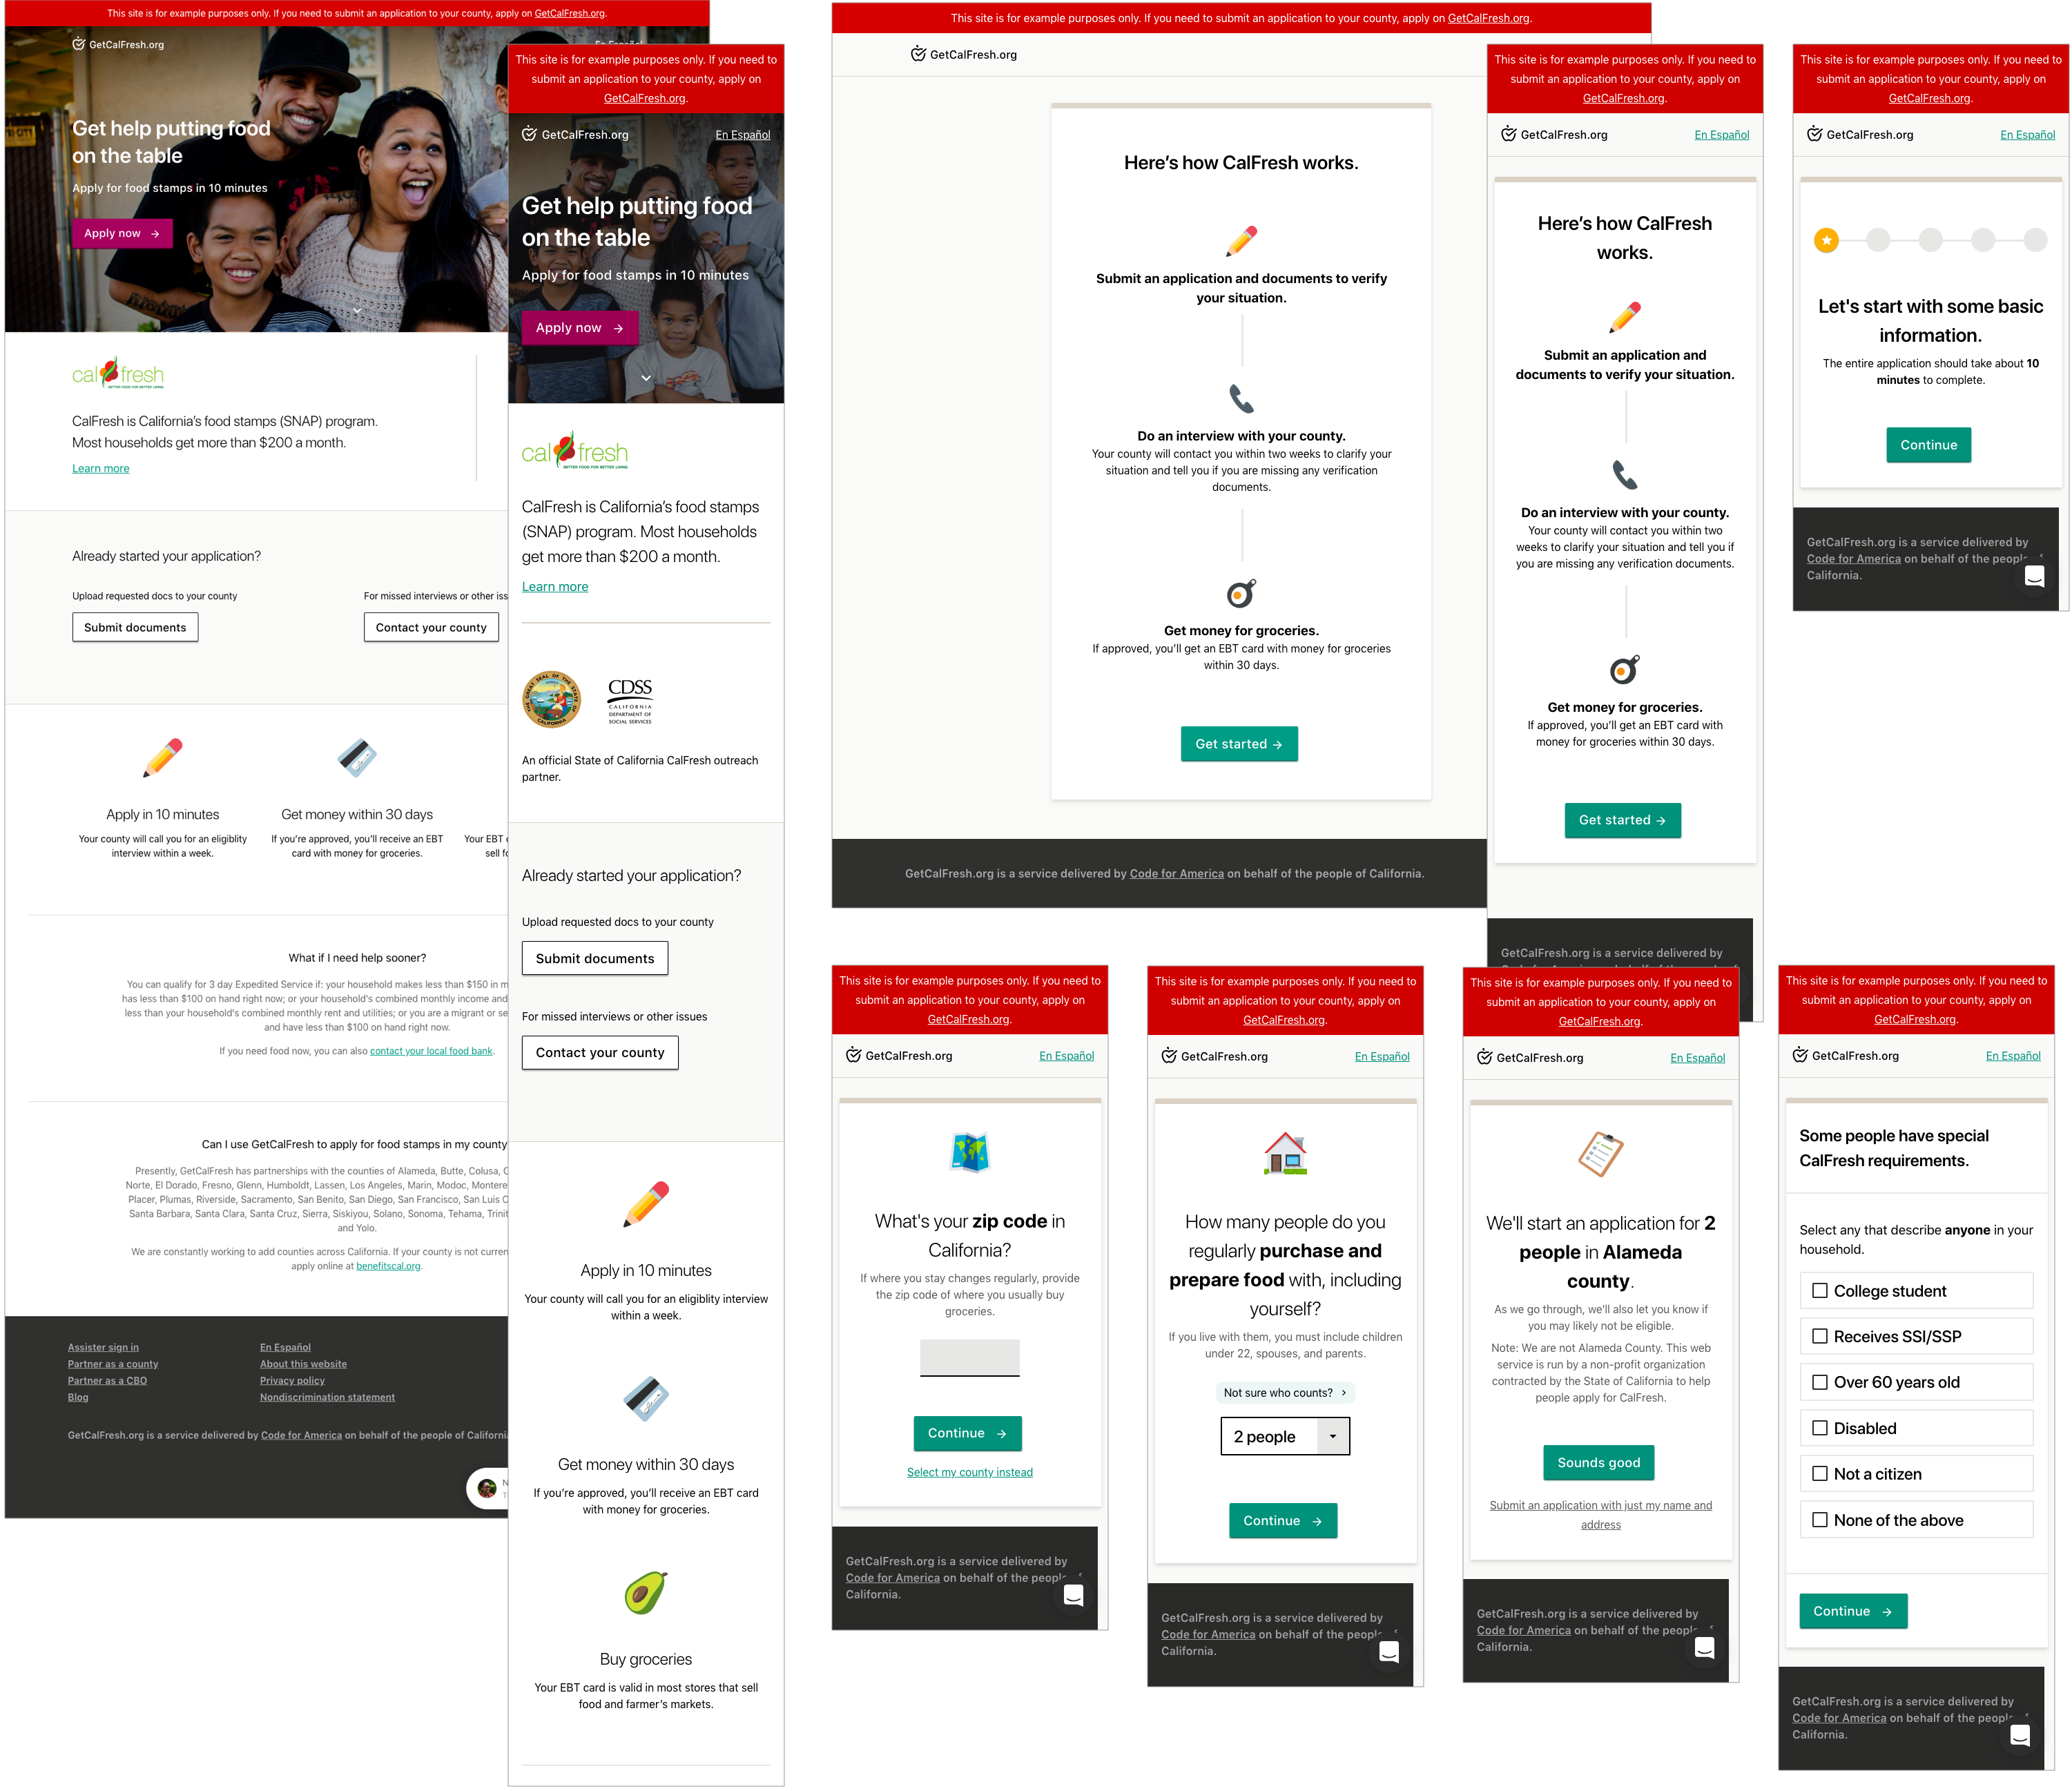 This site is for example purposes only. If you need to submit an application to your county, apply on GetCalFresh.org.
GetCalFresh.org
En Español
Get help putting food
on the table
Apply for food stamps in 10 minutes
Apply now →
cal fresh
BETTER FOOD FOR BETTER LIVING
CalFresh is California's food stamps (SNAP) program.
Most households get more than $200 a month.
Learn more
Already started your application?
Upload requested docs to your county
Submit documents
For missed interviews or other iss
Contact your county
Apply in 10 minutes
Your county will call you for an eligiblity
interview within a week.
Get money within 30 days
If you're approved, you'll receive an EBT
card with money for groceries.
Your EBT
sell
What if I need help sooner?
You can qualify for 3 day Expedited Service if: your household makes less than $150 in m
has less than $100 on hand right now; or your household's combined monthly income and
less than your household's combined monthly rent and utilities; or you are a migrant or se
and have less than $100 on hand right now.
If you need food now, you can also contact your local food bank.
Can I use GetCalFresh to apply for food stamps in my county
Presently, GetCalFresh has partnerships with the counties of Alameda, Butte, Colusa, C
Norte, El Dorado, Fresno, Glenn, Humboldt, Lassen, Los Angeles, Marin, Modoc, Montere
Placer, Plumas, Riverside, Sacramento, San Benito, San Diego, San Francisco, San Luis O
Santa Barbara, Santa Clara, Santa Cruz, Sierra, Siskiyou, Solano, Sonoma, Tehama, Trinit
and Yolo.
We are constantly working to add counties across California. If your county is not curren
apply online at benefitscal.org.
Assister sign in
Partner as a county
Partner as a CBO
Blog
En Español
About this website
Privacy policy
Nondiscrimination statement
GetCalFresh.org is a service delivered by Code for America on behalf of the people of Californi
This site is for example purposes only. If you need to
submit an application to your county, apply on
GetCalFresh.org.
GetCalFresh.org
En Español
Get help putting food
on the table
Apply for food stamps in 10 minutes
Apply now →
cal fresh
BETTER FOOD FOR BETTER LIVING
CalFresh is California's food stamps
(SNAP) program. Most households
get more than $200 a month.
Learn more
GREAT SEAL OF THE STATE OF CALIFORNIA
CDSS
CALIFORNIA
DEPARTMENT OF
SOCIAL SERVICES
An official State of California CalFresh outreach
partner.
Already started your application?
Upload requested docs to your county
Submit documents
For missed interviews or other issues
Contact your county
Apply in 10 minutes
Your county will call you for an eligiblity interview
within a week.
Get money within 30 days
If you're approved, you'll receive an EBT card
with money for groceries.
Buy groceries
Your EBT card is valid in most stores that sell
food and farmer's markets.
This site is for example purposes only. If you need to submit an application to your county, apply on GetCalFresh.org.
GetCalFresh.org
Here's how CalFresh works.
Submit an application and documents to verify
your situation.
Do an interview with your county.
Your county will contact you within two weeks to clarify your
situation and tell you if you are missing any verification
documents.
Get money for groceries.
If approved, you'll get an EBT card with money for groceries
within 30 days.
Get started →
GetCalFresh.org is a service delivered by Code for America on behalf of the people of California.
This site is for example purposes only. If you need to
submit an application to your county, apply on
GetCalFresh.org.
GetCalFresh.org
En Español
Here's how CalFresh
works.
Submit an application and
documents to verify your situation.
Do an interview with your county.
Your county will contact you within two
weeks to clarify your situation and tell you if
you are missing any verification documents.
Get money for groceries.
If approved, you'll get an EBT card with
money for groceries within 30 days.
Get started →
GetCalFresh.org is a service delivered by
This site is for example purposes only. If you need to
submit an application to your county, apply on
GetCalFresh.org.
GetCalFresh.org
En Español
Let's start with some basic
information.
The entire application should take about 10
minutes to complete.
Continue
GetCalFresh.org is a service delivered by
Code for America on behalf of the people of
California.
This site is for example purposes only. If you need to
submit an application to your county, apply on
GetCalFresh.org.
GetCalFresh.org
En Español
What's your zip code in
California?
If where you stay changes regularly, provide
the zip code of where you usually buy
groceries.
Continue →
Select my county instead
GetCalFresh.org is a service delivered by
Code for America on behalf of the people of
California.
This site is for example purposes only. If you need to
submit an application to your county, apply on
GetCalFresh.org.
GetCalFresh.org
En Español
How many people do you
regularly purchase and
prepare food with, including
yourself?
If you live with them, you must include children
under 22, spouses, and parents.
Not sure who counts? ›
2 people
Continue →
GetCalFresh.org is a service delivered by
Code for America on behalf of the people of
California.
This site is for example purposes only. If you need to
submit an application to your county, apply on
GetCalFresh.org.
GetCalFresh.org
En Español
We'll start an application for 2
people in Alameda
county.
As we go through, we'll also let you know if
you may likely not be eligible.
Note: We are not Alameda County. This web
service is run by a non-profit organization
contracted by the State of California to help
people apply for CalFresh.
Sounds good
Submit an application with just my name and
address
GetCalFresh.org is a service delivered by
Code for America on behalf of the people of
California.
This site is for example purposes only. If you need to
submit an application to your county, apply on
GetCalFresh.org.
GetCalFresh.org
En Español
Some people have special
CalFresh requirements.
Select any that describe anyone in your
household.
College student
Receives SSI/SSP
Over 60 years old
Disabled
Not a citizen
None of the above
Continue →
GetCalFresh.org is a service delivered by
Code for America on behalf of the people of
California.